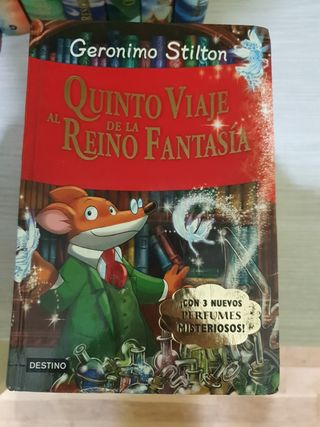 Geronimo Stilton
QUINTO VIAJE
AL REINO DE LA FANTASÍA
¡CON 3 NUEVOS
PERFUMES
MISTERIOSOS!
DESTINO